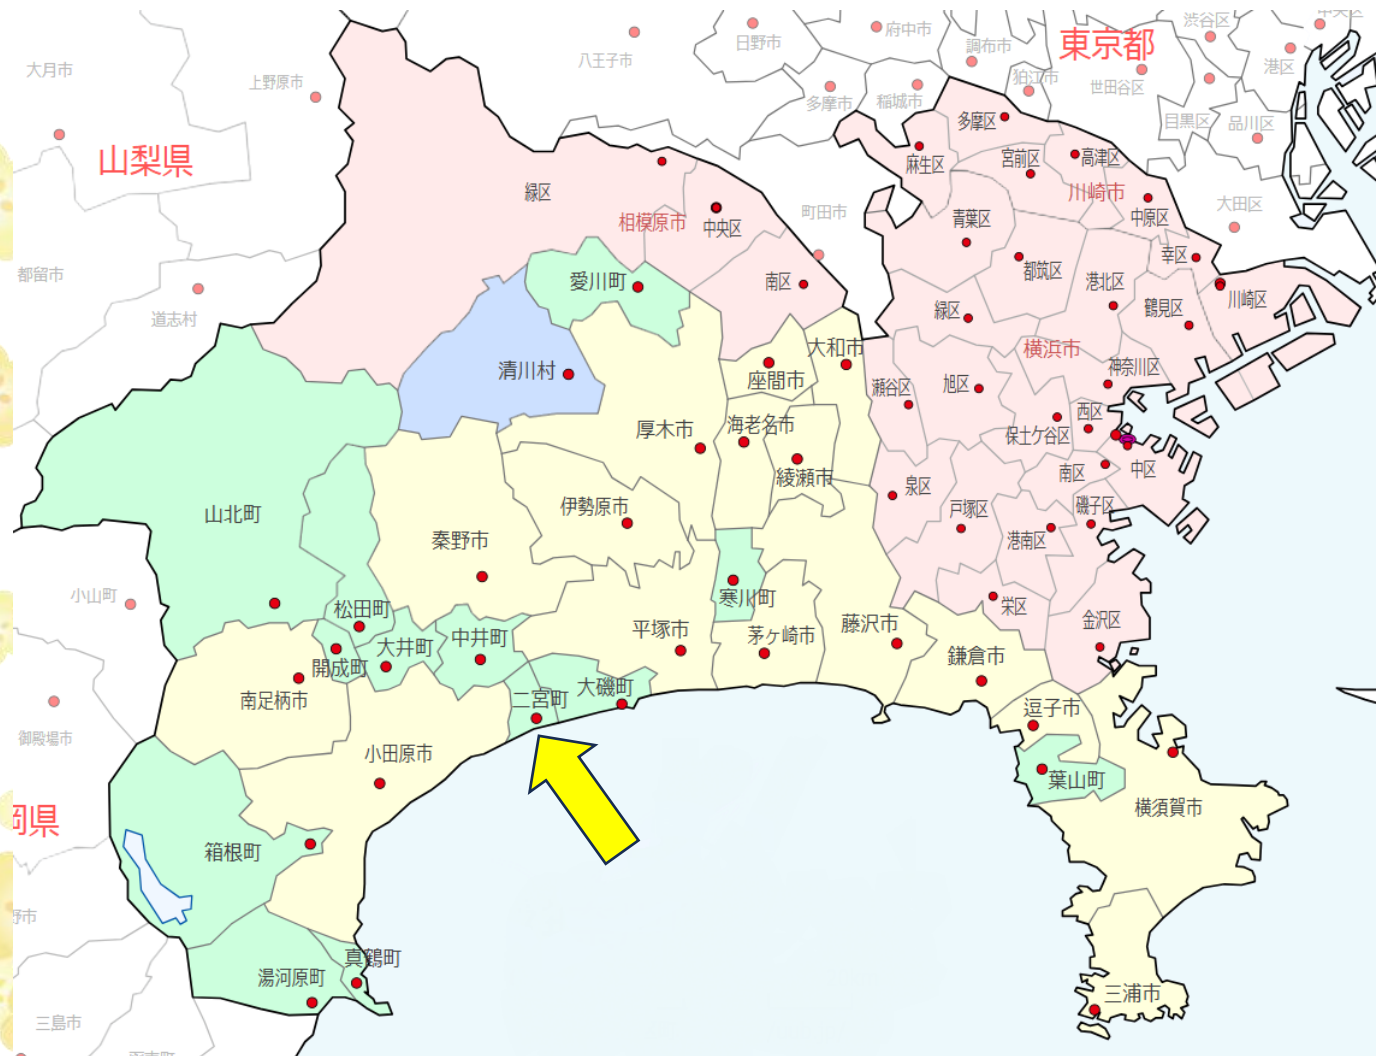 中央区
渋谷区
府中市
日野市
東京都
調布市
八王子市
港区
大月市
狛江市
上野原市
世田谷区
稲城市
多摩市
多摩区
目黒区
品川区
山梨県
宮前区
高津区
麻生区
緑区
川崎市
大田区
町田市
中原区
相模原市
中央区
青葉区
幸区
都筑区
都留市
愛川町
南区
港北区
川崎区
緑区
鶴見区
道志村
大和市
横浜市
清川村
座間市
神奈川区
瀬谷区
旭区
西区
海老名市
厚木市
保土ケ谷区
中区
南区
綾瀬市
泉区
伊勢原市
磯子区
戸塚区
山北町
秦野市
港南区
小山町
寒川町
栄区
松田町
金沢区
藤沢市
平塚市
茅ヶ崎市
中井町
大井町
鎌倉市
開成町
大磯町
南足柄市
二宮町
逗子市
御殿場市
小田原市
葉山町
横須賀市
岡県
箱根町
野市
真鶴町
湯河原町
三浦市
三島市
函南町